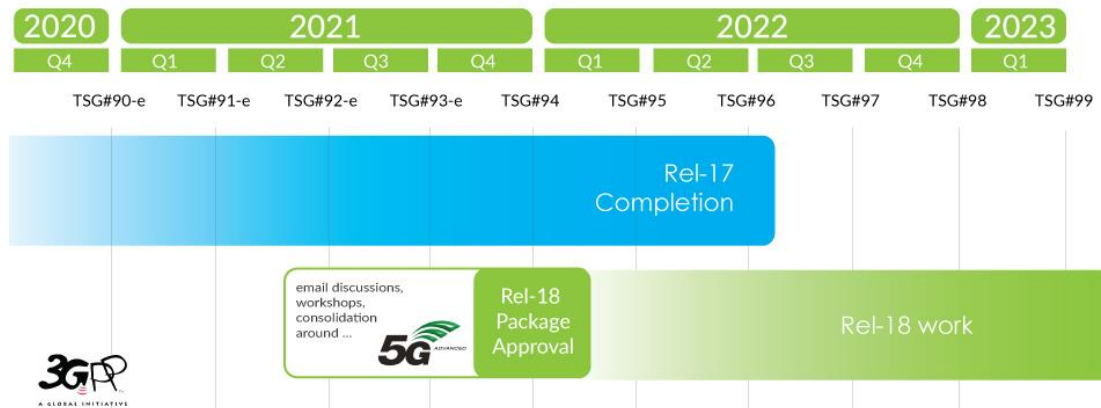 2020 2021 2022 2023
Q4 Q1 Q2 Q3 Q4 Q1 Q2 Q3 Q4 Q1
TSG#90-e TSG#91-e TSG#92-e TSG#93-e TSG#94 TSG#95 TSG#96 TSG#97 TSG#98 TSG#99
Rel-17
Completion
email discussions,
workshops,
consolidation
around ...
5G ADVANCED
Rel-18
Package
Approval
Rel-18 work
3GPP
A GLOBAL INITIATIVE